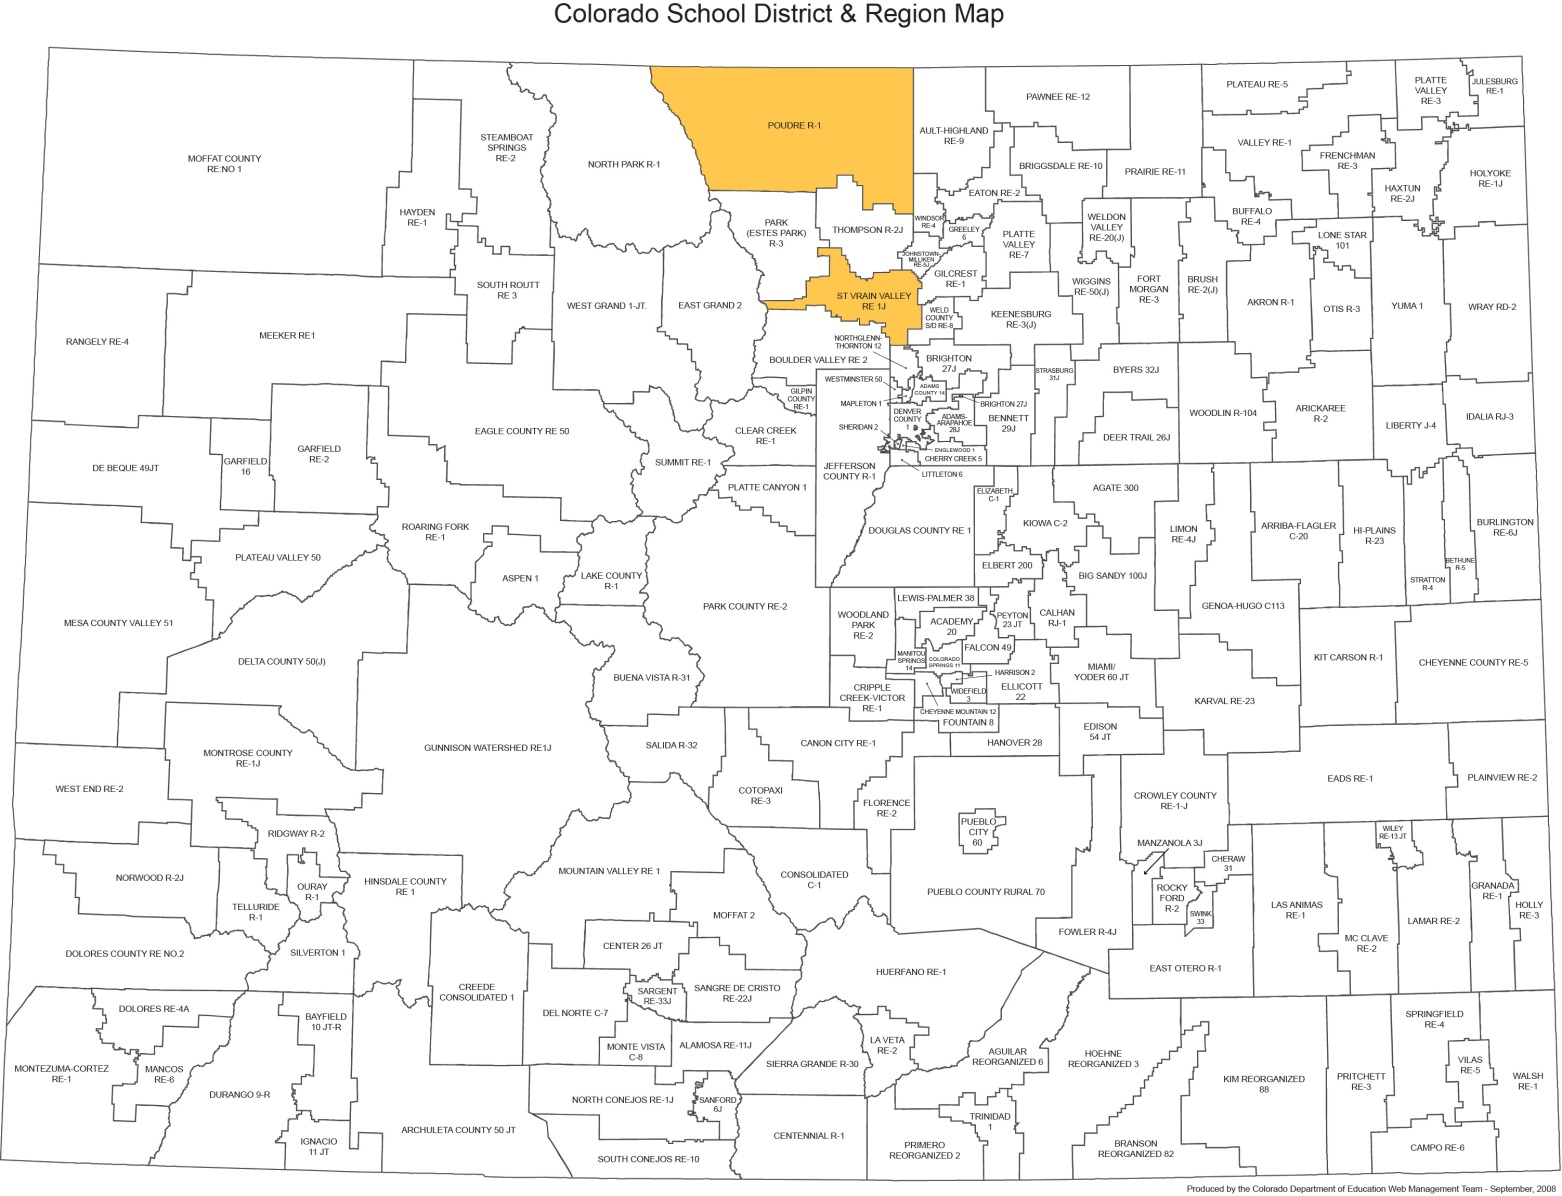 Colorado School District & Region Map
MOFFAT COUNTY
RE:NO 1
HAYDEN
RE-1
STEAMBOAT
SPRINGS
RE-2
NORTH PARK R-1
POUDRE R-1
AULT-HIGHLAND
RE-9
PAWNEE RE-12
BRIGGSDALE RE-10
PRAIRIE RE-11
PLATEAU RE-5
VALLEY RE-1
FRENCHMAN
RE-3
PLATTE
VALLEY
RE-3
JULESBURG
RE-1
HAXTUN
RE-2J
HOLYOKE
RE-1J
BUFFALO
RE-4
LONE STAR
101
EATON RE-2
PARK
(ESTES PARK)
R-3
THOMPSON R-2J
WINDSOR
RE-4
GREELEY
6
PLATTE
VALLEY
RE-7
WELDON
VALLEY
RE-20(J)
JOHNSTOWN-
MILLIKEN
RE-5J
GILCREST
RE-1
ST VRAIN VALLEY
RE 1J
WELD
COUNTY
S/D RE-8
KEENESBURG
RE-3(J)
WIGGINS
RE-50(J)
FORT
MORGAN
RE-3
BRUSH
RE-2(J)
AKRON R-1
OTIS R-3
YUMA 1
WRAY RD-2
SOUTH ROUTT
RE 3
WEST GRAND 1-JT.
EAST GRAND 2
RANGELY RE-4
MEEKER RE1
NORTHGLENN-
THORNTON 12
BOULDER VALLEY RE 2
BRIGHTON
27J
STRASBURG
31J
BYERS 32J
WESTMINSTER 50
ADAMS
COUNTY 14
MAPLETON 1
BRIGHTON 27J
GILPIN
COUNTY
RE-1
DENVER
COUNTY
1
ADAMS-
ARAPAHOE
28J
BENNETT
29J
SHERIDAN 2
ENGLEWOOD 1
CHERRY CREEK 5
LITTLETON 6
DEER TRAIL 26J
WOODLIN R-104
ARICKAREE
R-2
LIBERTY J-4
IDALIA RJ-3
EAGLE COUNTY RE 50
CLEAR CREEK
RE-1
SUMMIT RE-1
JEFFERSON
COUNTY R-1
PLATTE CANYON 1
DE BEQUE 49JT
GARFIELD
16
GARFIELD
RE-2
ROARING FORK
RE-1
PLATEAU VALLEY 50
ASPEN 1
LAKE COUNTY
R-1
DOUGLAS COUNTY RE 1
ELIZABETH
C-1
KIOWA C-2
AGATE 300
LIMON
RE-4J
ARRIBA-FLAGLER
C-20
HI-PLAINS
R-23
STRATTON
R-4
BETHUNE
R-5
BURLINGTON
RE-6J
ELBERT 200
BIG SANDY 100J
GENOA-HUGO C113
MESA COUNTY VALLEY 51
DELTA COUNTY 50(J)
PARK COUNTY RE-2
WOODLAND
PARK
RE-2
LEWIS-PALMER 38
ACADEMY
20
PEYTON
23 JT
CALHAN
RJ-1
FALCON 49
MANITOU
SPRINGS
14
COLORADO
SPRINGS 11
HARRISON 2
WIDEFIELD
3
ELLICOTT
22
MIAMI/
YODER 60 JT
CHEYENNE MOUNTAIN 12
FOUNTAIN 8
CRIPPLE
CREEK-VICTOR
RE-1
BUENA VISTA R-31
KIT CARSON R-1
CHEYENNE COUNTY RE-5
KARVAL RE-23
EDISON
54 JT
HANOVER 28
CANON CITY RE-1
SALIDA R-32
GUNNISON WATERSHED RE1J
MONTROSE COUNTY
RE-1J
WEST END RE-2
COTOPAXI
RE-3
FLORENCE
RE-2
PUEBLO
CITY
60
PUEBLO COUNTY RURAL 70
CROWLEY COUNTY
RE-1-J
EADS RE-1
PLAINVIEW RE-2
RIDGWAY R-2
NORWOOD R-2J
TELLURIDE
R-1
OURAY
R-1
HINSDALE COUNTY
RE 1
MOUNTAIN VALLEY RE 1
CONSOLIDATED
C-1
MOFFAT 2
MANZANOLA 3J
CHERAW
31
ROCKY
FORD
R-2
SWINK
33
FOWLER R-4J
EAST OTERO R-1
LAS ANIMAS
RE-1
MC CLAVE
RE-2
WILEY
RE-13 JT
LAMAR RE-2
GRANADA
RE-1
HOLLY
RE-3
DOLORES COUNTY RE NO.2
SILVERTON 1
CREEDE
CONSOLIDATED 1
CENTER 26 JT
SARGENT
RE-33J
SANGRE DE CRISTO
RE-22J
DEL NORTE C-7
MONTE VISTA
C-8
ALAMOSA RE-11J
HUERFANO RE-1
LA VETA
RE-2
SIERRA GRANDE R-30
AGUILAR
REORGANIZED 6
HOEHNE
REORGANIZED 3
KIM REORGANIZED
88
PRITCHETT
RE-3
SPRINGFIELD
RE-4
VILAS
RE-5
WALSH
RE-1
CAMPO RE-6
DOLORES RE-4A
MONTEZUMA-CORTEZ
RE-1
MANCOS
RE-6
DURANGO 9-R
BAYFIELD
10 JT-R
IGNACIO
11 JT
ARCHULETA COUNTY 50 JT
NORTH CONEJOS RE-1J
SANFORD
6J
SOUTH CONEJOS RE-10
CENTENNIAL R-1
PRIMERO
REORGANIZED 2
TRINIDAD
1
BRANSON
REORGANIZED 82
Produced by the Colorado Department of Education Web Management Team - September, 2008